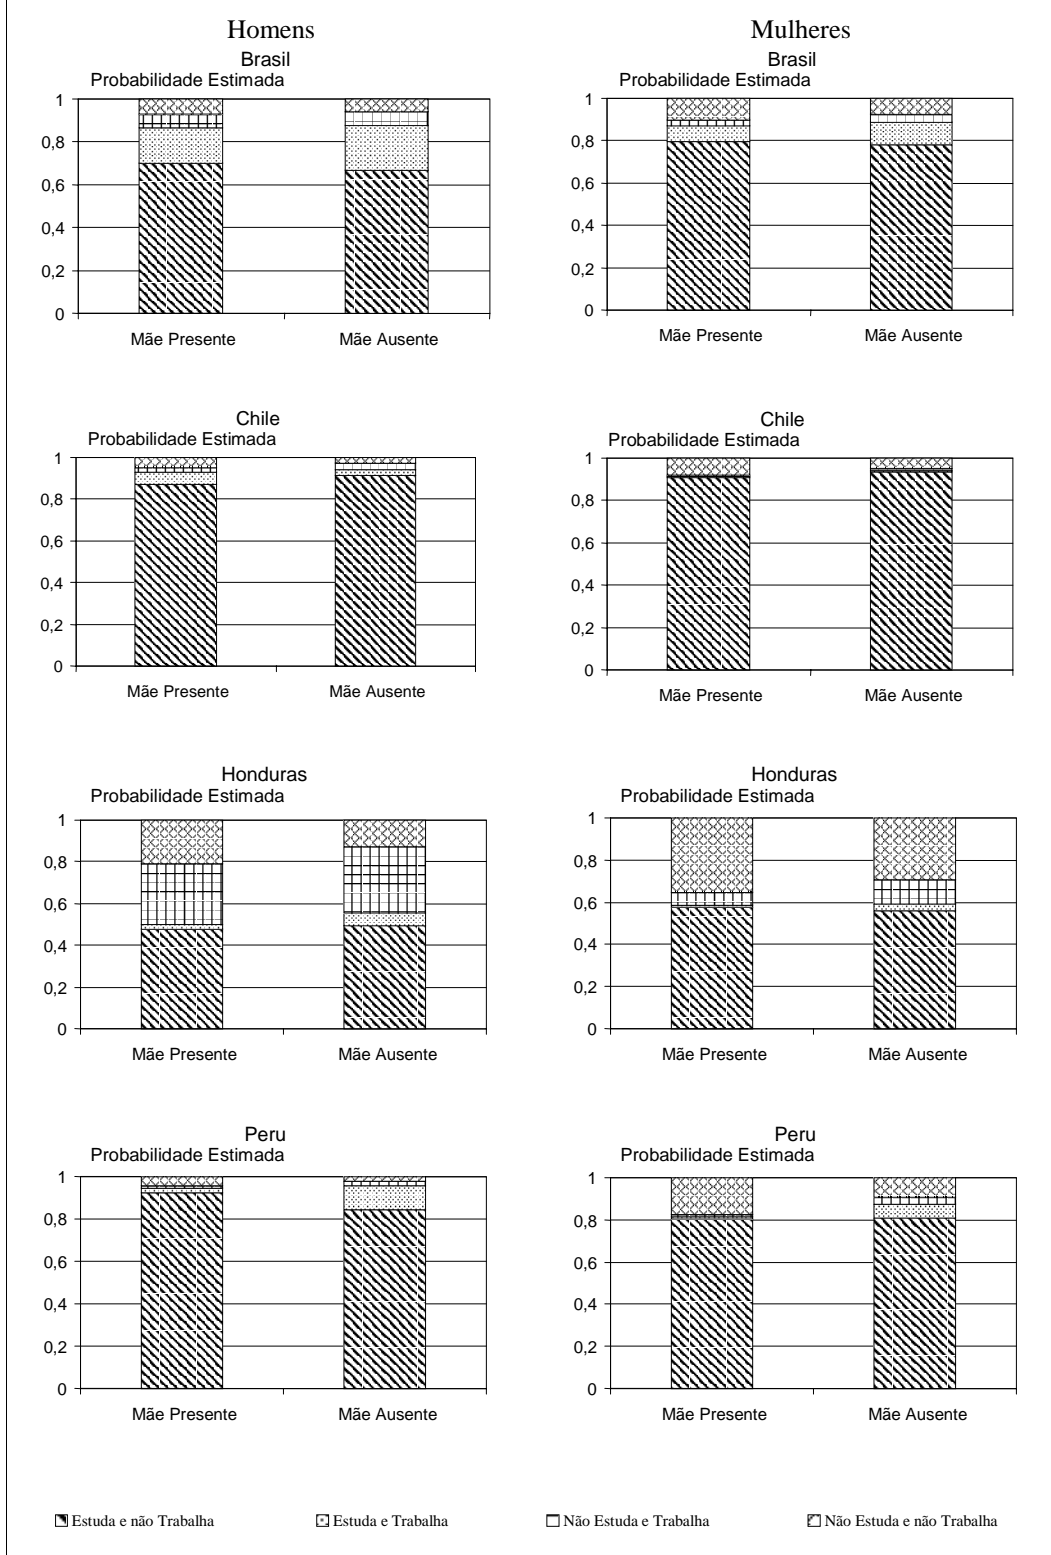 Homens Mulheres
Brasil Brasil
Probabilidade Estimada Probabilidade Estimada
1 1
0,8 0,8
0,6 0,6
0,4 0,4
0,2 0,2
0 0
Mãe Presente Mãe Ausente Mãe Presente Mãe Ausente
Chile Chile
Probabilidade Estimada Probabilidade Estimada
1 1
0,8 0,8
0,6 0,6
0,4 0,4
0,2 0,2
0 0
Mãe Presente Mãe Ausente Mãe Presente Mãe Ausente
Honduras Honduras
Probabilidade Estimada Probabilidade Estimada
1 1
0,8 0,8
0,6 0,6
0,4 0,4
0,2 0,2
0 0
Mãe Presente Mãe Ausente Mãe Presente Mãe Ausente
Peru Peru
Probabilidade Estimada Probabilidade Estimada
1 1
0,8 0,8
0,6 0,6
0,4 0,4
0,2 0,2
0 0
Mãe Presente Mãe Ausente Mãe Presente Mãe Ausente
Estuda e não Trabalha Estuda e Trabalha Não Estuda e Trabalha Não Estuda e não Trabalha